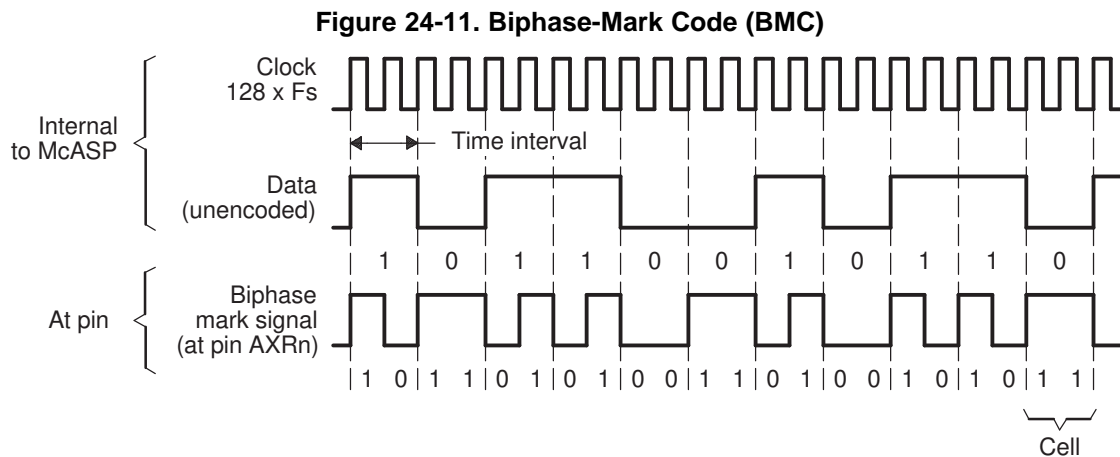 Figure 24-11. Biphase-Mark Code (BMC)
Clock
128 x Fs
Internal
to McASP
Time interval
Data
(unencoded)
1 0 1 1 0 0 1 0 1 1 0
At pin
Biphase
mark signal
(at pin AXRn)
1 0 1 1 0 1 0 1 0 0 1 1 0 1 0 0 1 0 1 0 1 1
Cell